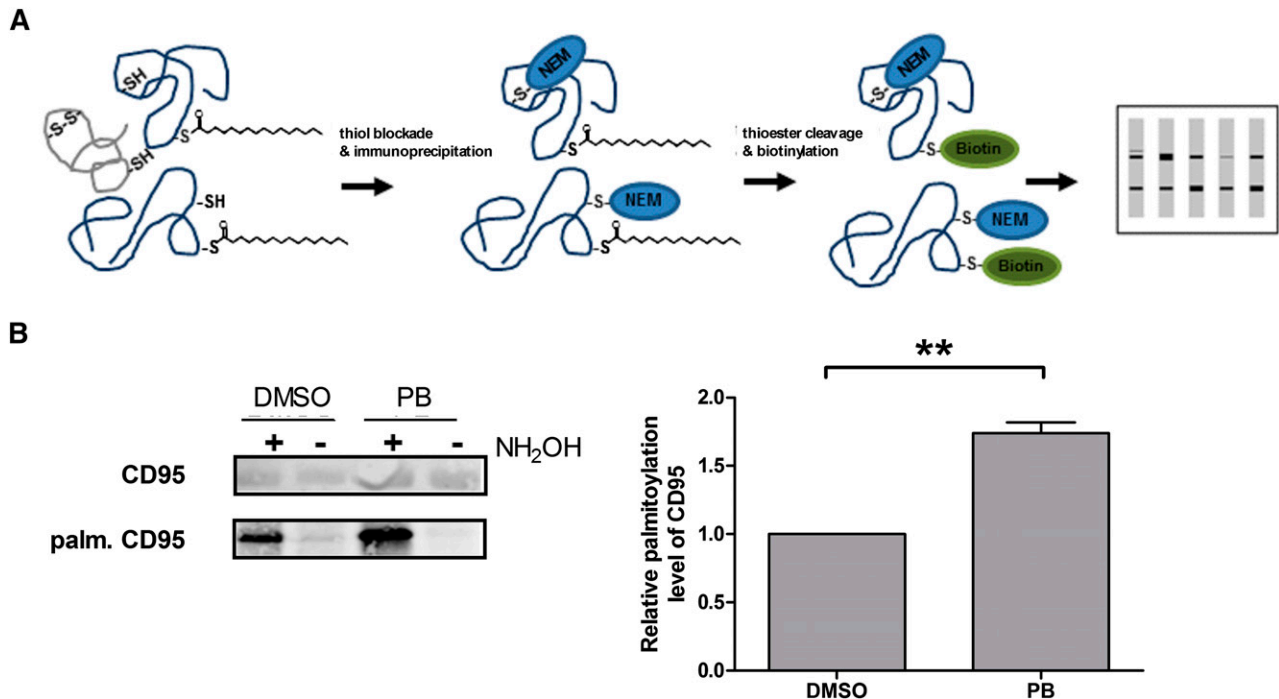 A
-SH
-S-S-
-SH
-S
O
-SH
-S
O
thiol blockade
& immunoprecipitation
NEM
-S-
S
O
-S-
NEM
-S
O
thioester cleavage
& biotinylation
NEM
-S-
-S-
Biotin
-S-
NEM
-S-
Biotin
B
DMSO
PB
+
-
+
-
NH2OH
CD95
palm. CD95
**
Relative palmitoylation
level of CD95
2.0
1.5
1.0
0.5
0.0
DMSO
PB